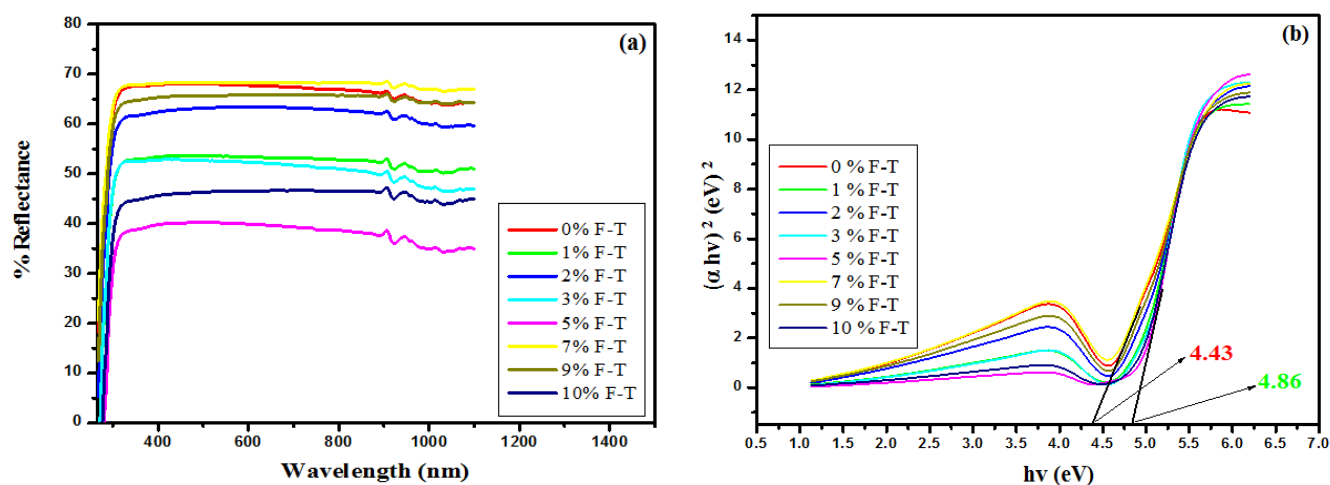 (a)
80
70
60
50
40
30
20
10
0
% Reflectance
400 600 800 1000 1200 1400
Wavelength (nm)
0% F-T
1% F-T
2% F-T
3% F-T
5% F-T
7% F-T
9% F-T
10% F-T
(b)
14
12
10
8
6
4
2
0
(α hν) ² (eV) ²
0.5 1.0 1.5 2.0 2.5 3.0 3.5 4.0 4.5 5.0 5.5 6.0 6.5 7.0
hν (eV)
0 % F-T
1 % F-T
2 % F-T
3 % F-T
5 % F-T
7 % F-T
9 % F-T
10 % F-T
4.43
4.86